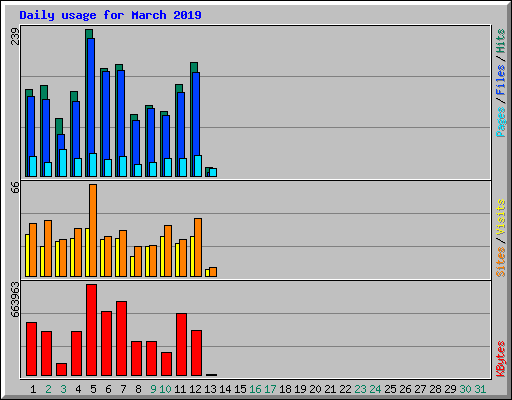 Daily usage for March 2019
239
Pages / Files / Hits
66
Sites / Visits
663963
KBytes
1 2 3 4 5 6 7 8 9 10 11 12 13 14 15 16 17 18 19 20 21 22 23 24 25 26 27 28 29 30 31